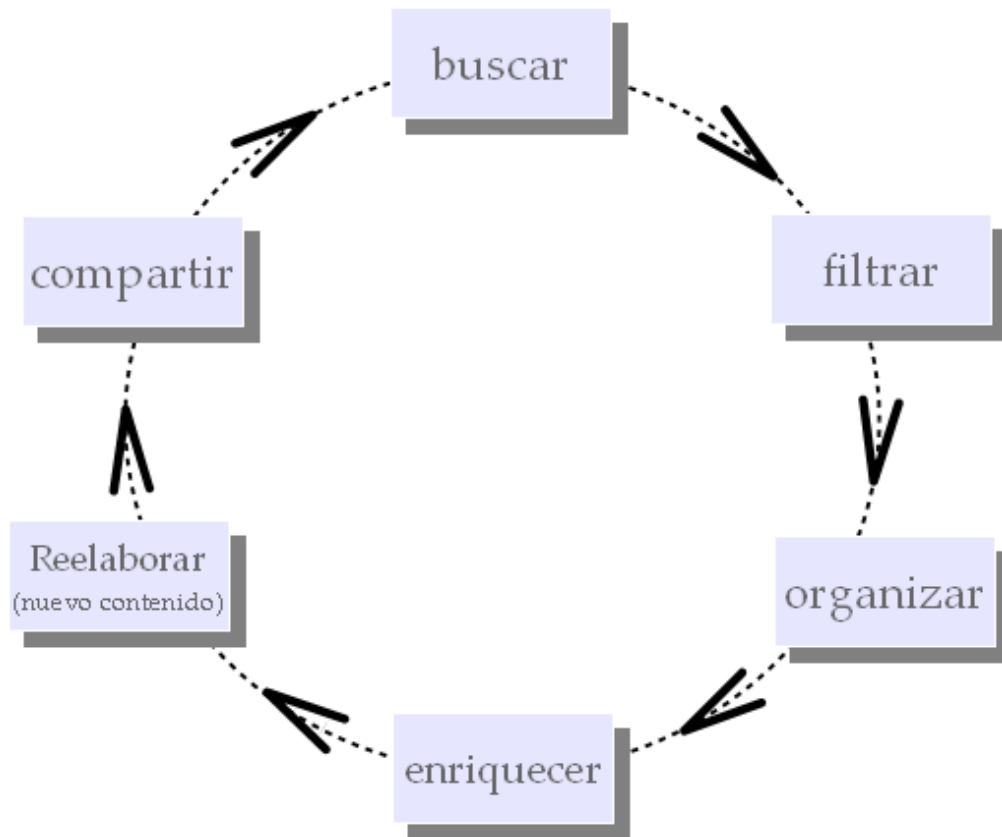 buscar
filtrar
organizar
enriquecer
Reelaborar
(nuevo contenido)
compartir